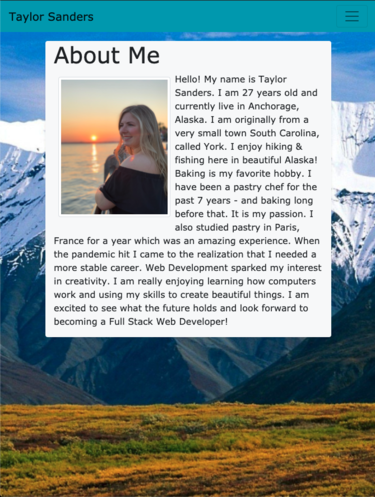 Taylor Sanders
About Me
Hello! My name is Taylor
Sanders. I am 27 years old and
currently live in Anchorage,
Alaska. I am originally from a
very small town South Carolina,
called York. I enjoy hiking &
fishing here in beautiful Alaska!
Baking is my favorite hobby. I
have been a pastry chef for the
past 7 years - and baking long
before that. It is my passion. I
also studied pastry in Paris,
France for a year which was an amazing experience. When
the pandemic hit I came to the realization that I needed a
more stable career. Web Development sparked my interest
in creativity. I am really enjoying learning how computers
work and using my skills to create beautiful things. I am
excited to see what the future holds and look forward to
becoming a Full Stack Web Developer!